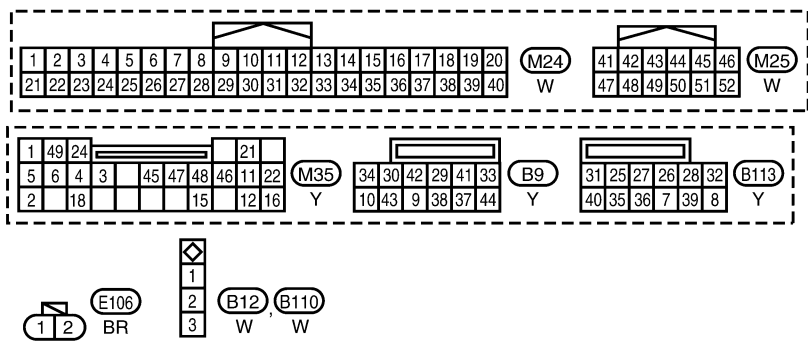 1 2 3 4 5 6 7 8 9 10 11 12 13 14 15 16 17 18 19 20 M24 41 42 43 44 45 46 M25
21 22 23 24 25 26 27 28 29 30 31 32 33 34 35 36 37 38 39 40 W 47 48 49 50 51 52 W
1 49 24 21
5 6 4 3 45 47 48 46 11 22 M35 34 30 42 29 41 33 B9 31 25 27 26 28 32 B113
2 18 15 12 16 Y 10 43 9 38 37 44 Y 40 35 36 7 39 8 Y
1
2
3
1 2 E106 B12 , B110
BR W W